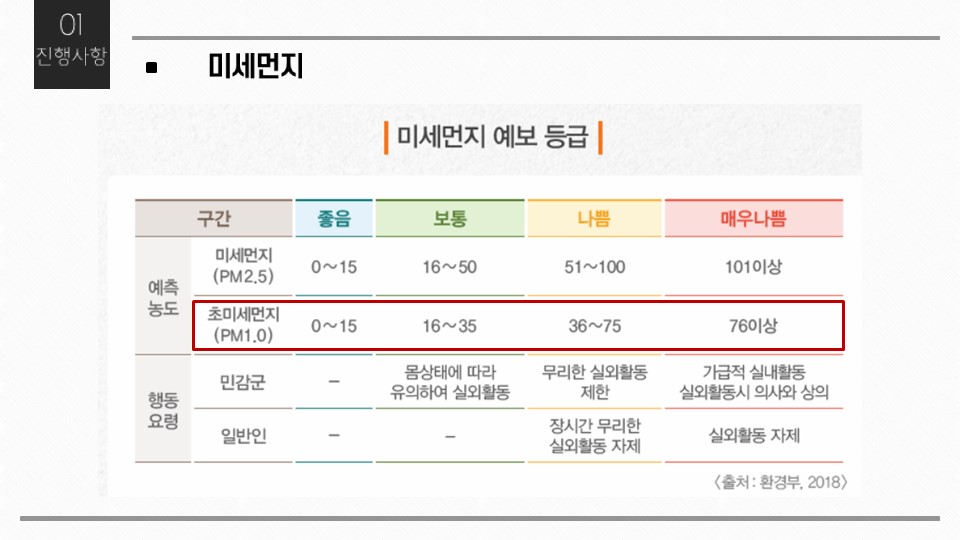 01
진행사항
■ 미세먼지
미세먼지 예보 등급
구간 좋음 보통 나쁨 매우나쁨
예측
농도
미세먼지
(PM2.5)
0~15 16~50 51~100 101이상
초미세먼지
(PM1.0)
0~15 16~35 36~75 76이상
행동
요령
민감군 – 몸상태에 따라
유의하여 실외활동
무리한 실외활동
제한
가급적 실내활동
실외활동시 의사와 상의
일반인 – – 장시간 무리한
실외활동 자제
실외활동 자제
〈출처 : 환경부, 2018〉